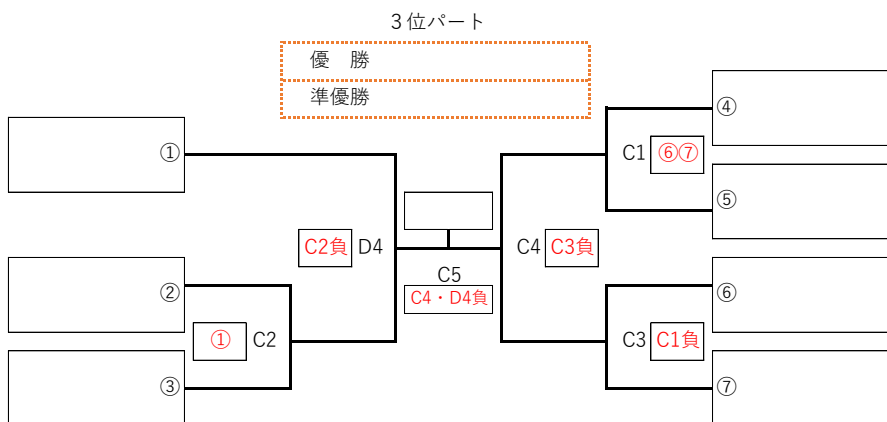 ３位パート
優　勝
準優勝
①
②
③
④
⑤
⑥
⑦
C1 ⑥⑦
C2負 D4
C4 C3負
C5
C4・D4負
① C2
C3 C1負